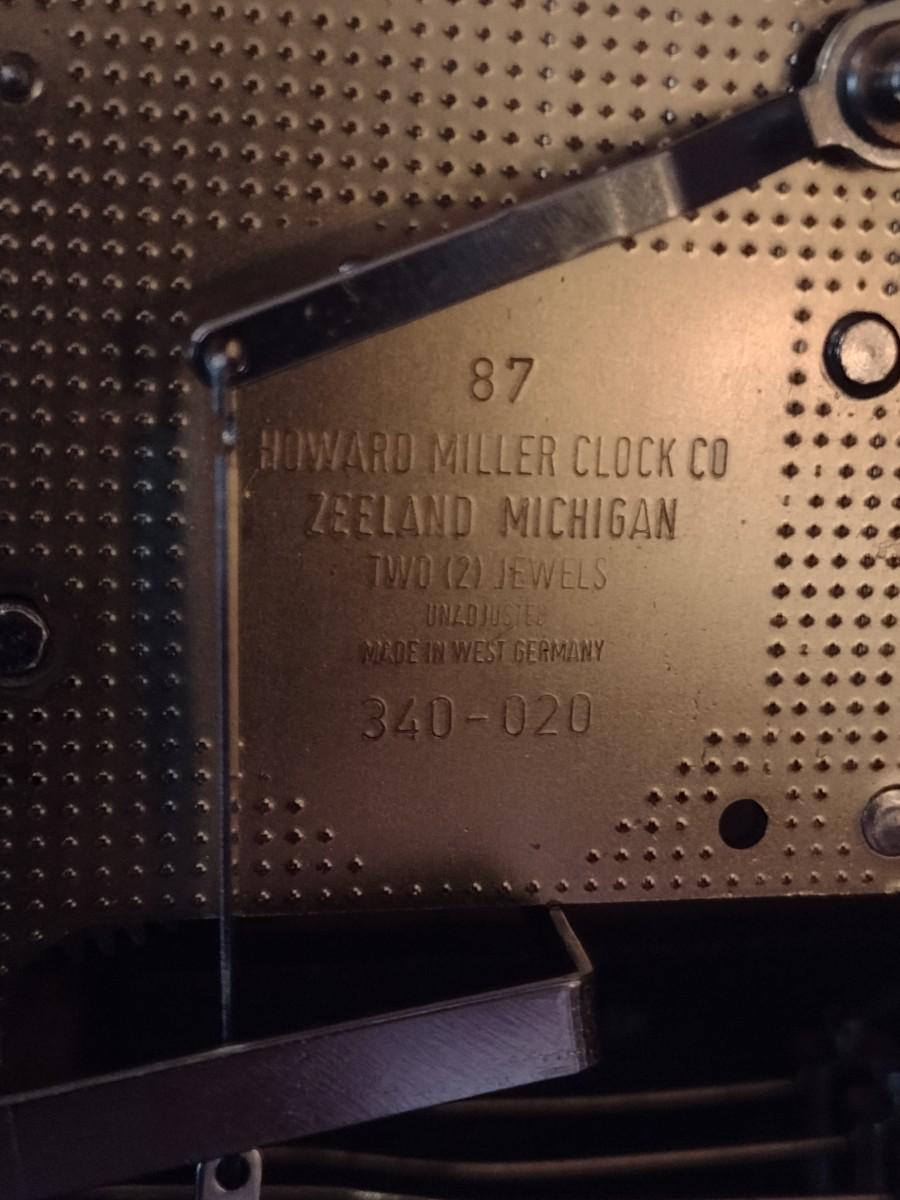 87
HOWARD MILLER CLOCK CO
ZEELAND MICHIGAN
TWO (2) JEWELS
UNADJUSTED
MADE IN WEST GERMANY
340-020